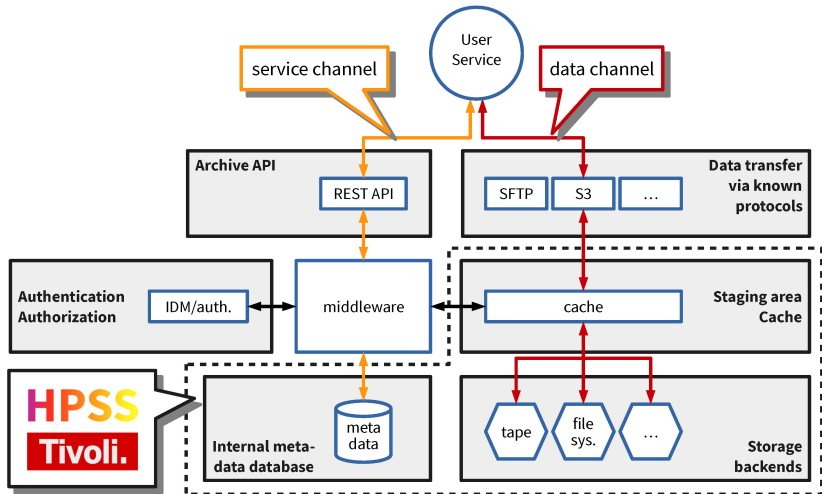 User
Service
service channel
data channel
Archive API
REST API
Data transfer
via known
protocols
SFTP
S3
...
Authentication
Authorization
IDM/auth.
middleware
cache
Staging area
Cache
HPSS
Tivoli.
Internal meta-
data database
meta
data
tape
file
sys.
...
Storage
backends